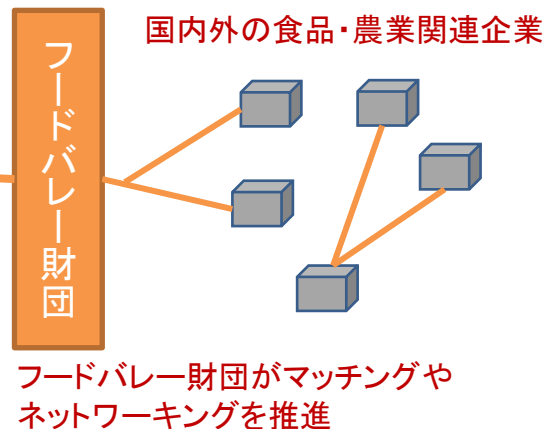 国内外の食品・農業関連企業
フードバレー財団
フードバレー財団がマッチングや
ネットワーキングを推進